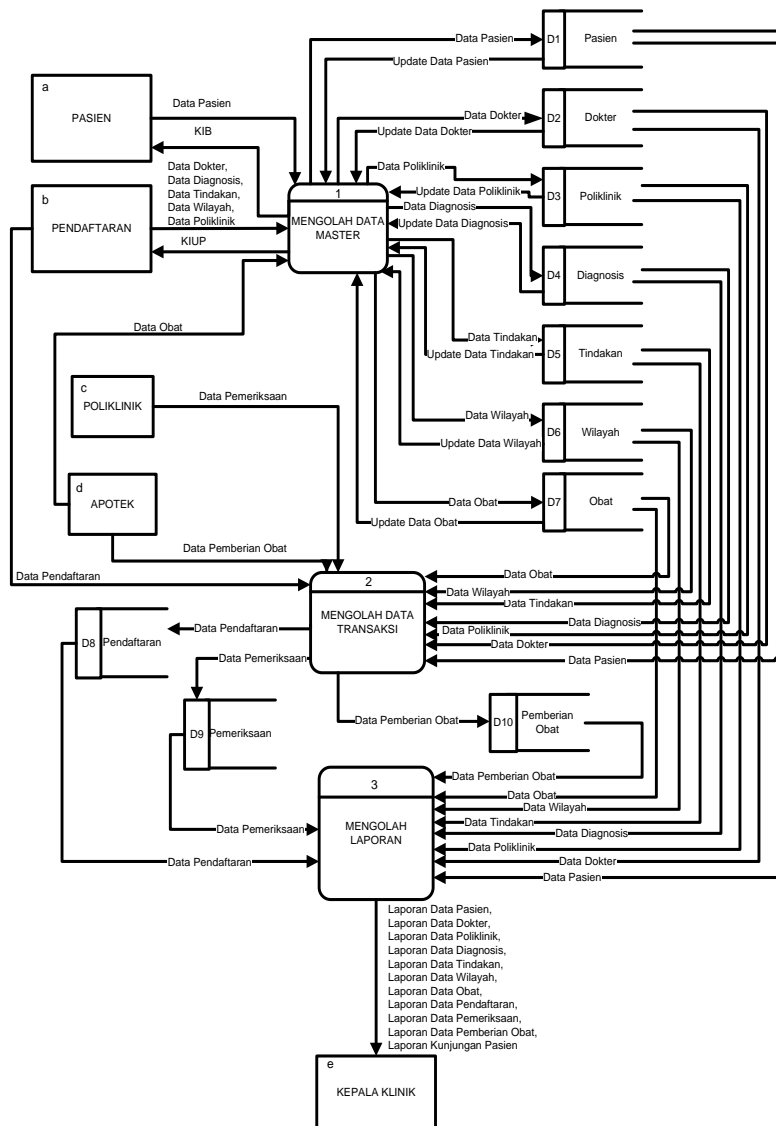 Data Pasien
D1
Pasien
Update Data Pasien
a
PASIEN
Data Pasien
KIB
Data Dokter
D2
Dokter
Update Data Dokter
Data Dokter,
Data Diagnosis,
Data Tindakan,
Data Wilayah,
Data Poliklinik
Data Poliklinik
D3
Poliklinik
Update Data Poliklinik
b
PENDAFTARAN
KIUP
1
MENGOLAH DATA
MASTER
Data Diagnosis
Update Data Diagnosis
D4
Diagnosis
Data Obat
Data Tindakan
D5
Tindakan
Update Data Tindakan
c
POLIKLINIK
Data Pemeriksaan
Data Wilayah
D6
Wilayah
Update Data Wilayah
d
APOTEK
Data Obat
D7
Obat
Update Data Obat
Data Pemberian Obat
Data Pendaftaran
2
MENGOLAH DATA
TRANSAKSI
Data Obat
Data Wilayah
Data Tindakan
Data Diagnosis
Data Poliklinik
Data Dokter
Data Pasien
D8
Pendaftaran
Data Pendaftaran
Data Pemeriksaan
D9
Pemeriksaan
Data Pemberian Obat
D10
Pemberian
Obat
3
MENGOLAH
LAPORAN
Data Pemberian Obat
Data Obat
Data Wilayah
Data Tindakan
Data Diagnosis
Data Poliklinik
Data Dokter
Data Pasien
Data Pemeriksaan
Data Pendaftaran
Laporan Data Pasien,
Laporan Data Dokter,
Laporan Data Poliklinik,
Laporan Data Diagnosis,
Laporan Data Tindakan,
Laporan Data Wilayah,
Laporan Data Obat,
Laporan Data Pendaftaran,
Laporan Data Pemeriksaan,
Laporan Data Pemberian Obat,
Laporan Kunjungan Pasien
e
KEPALA KLINIK